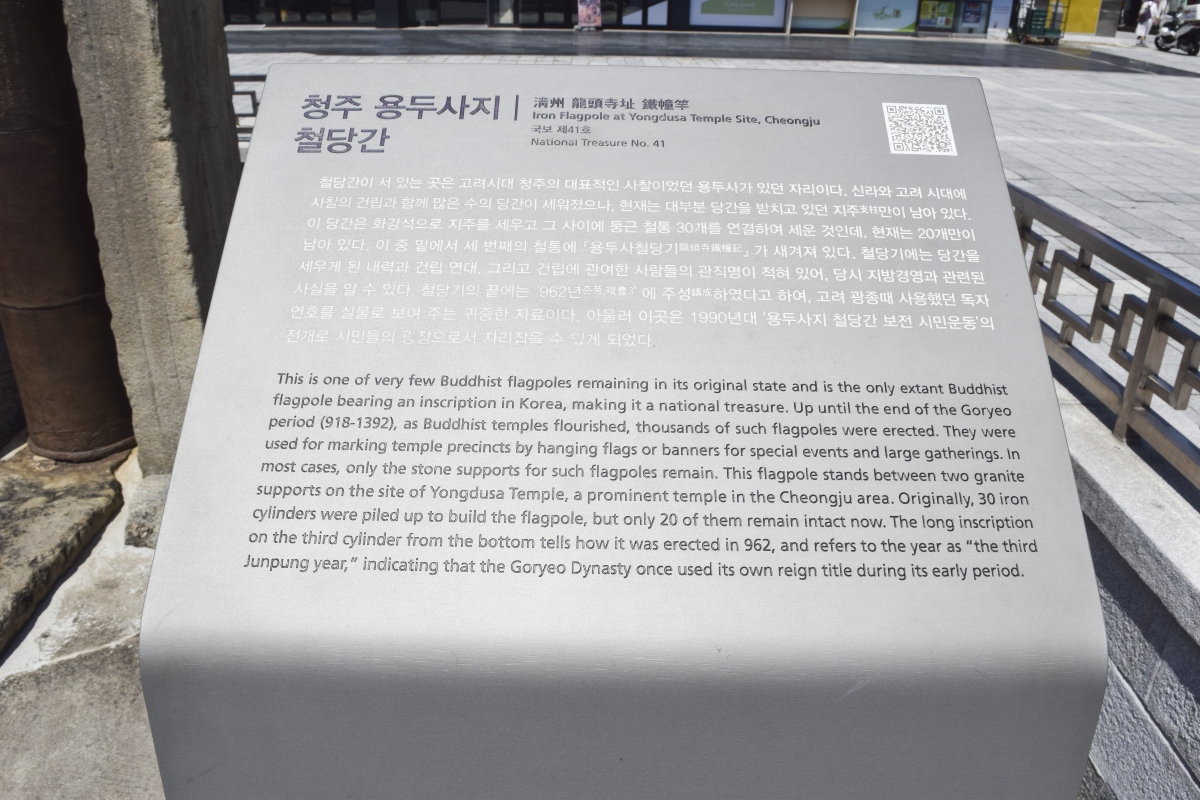 청주 용두사지
철당간
淸州 龍頭寺址 鐵幢竿
Iron Flagpole at Yongdusa Temple Site, Cheongju
국보 제41호
National Treasure No. 41
철당간이 서 있는 곳은 고려시대 청주의 대표적인 사찰이었던 용두사가 있던 자리이다. 신라와 고려 시대에
사찰의 건립과 함께 많은 수의 당간이 세워졌으나, 현재는 대부분 당간을 받치고 있던 지주支柱만이 남아 있다.
이 당간은 화강석으로 지주를 세우고 그 사이에 둥근 철통 30개를 연결하여 세운 것인데, 현재는 20개만이
남아 있다. 이 중 밑에서 세 번째의 철통에 『용두사철당기龍頭寺鐵幢記』가 새겨져 있다. 철당기에는 당간을
세우게 된 내력과 건립 연대, 그리고 건립에 관여한 사람들의 관직명이 적혀 있어, 당시 지방경영과 관련된
사실을 알 수 있다. 철당기의 끝에는 '962년준풍,峻豊3' 에 주성鑄成하였다고 하여, 고려 광종때 사용했던 독자
연호를 실물로 보여 주는 귀중한 자료이다. 아울러 이곳은 1990년대 '용두사지 철당간 보전 시민운동'의
전개로 시민들의 광장으로서 자리잡을 수 있게 되었다.
This is one of very few Buddhist flagpoles remaining in its original state and is the only extant Buddhist
flagpole bearing an inscription in Korea, making it a national treasure. Up until the end of the Goryeo
period (918-1392), as Buddhist temples flourished, thousands of such flagpoles were erected. They were
used for marking temple precincts by hanging flags or banners for special events and large gatherings. In
most cases, only the stone supports for such flagpoles remain. This flagpole stands between two granite
supports on the site of Yongdusa Temple, a prominent temple in the Cheongju area. Originally, 30 iron
cylinders were piled up to build the flagpole, but only 20 of them remain intact now. The long inscription
on the third cylinder from the bottom tells how it was erected in 962, and refers to the year as “the third
Junpung year,” indicating that the Goryeo Dynasty once used its own reign title during its early period.